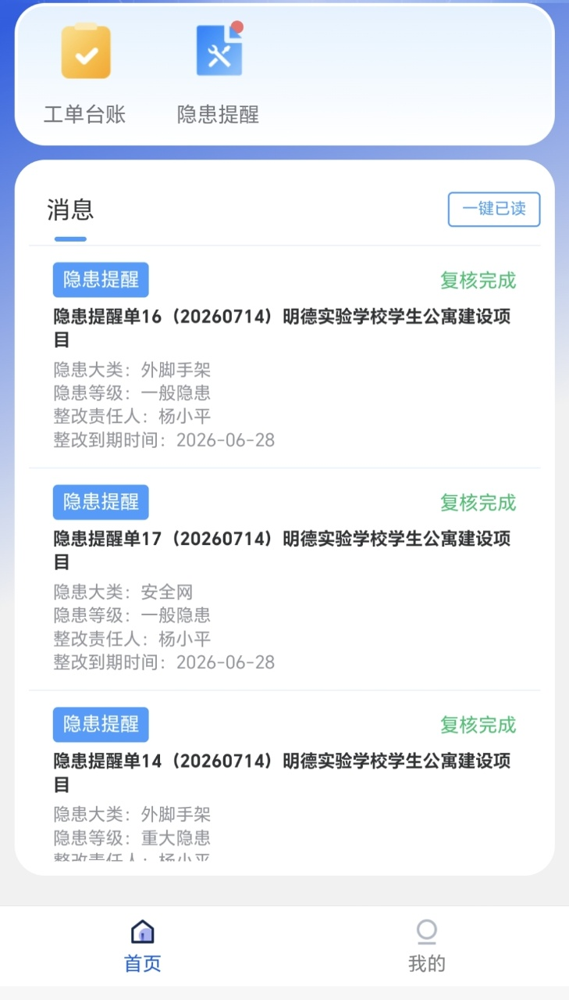 工单台账 隐患提醒
消息 一键已读
隐患提醒 复核完成
隐患提醒单16（20260714）明德实验学校学生公寓建设项
目
隐患大类：外脚手架
隐患等级：一般隐患
整改责任人：杨小平
整改到期时间：2026-06-28
隐患提醒 复核完成
隐患提醒单17（20260714）明德实验学校学生公寓建设项
目
隐患大类：安全网
隐患等级：一般隐患
整改责任人：杨小平
整改到期时间：2026-06-28
隐患提醒 复核完成
隐患提醒单14（20260714）明德实验学校学生公寓建设项
目
隐患大类：外脚手架
隐患等级：重大隐患
整改责任人：杨小平
首页 我的